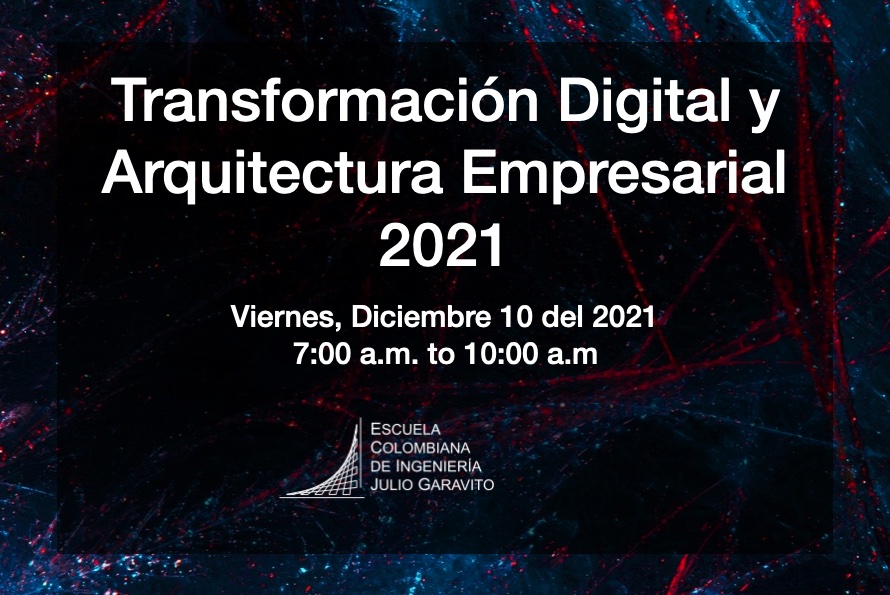 Transformación Digital y
Arquitectura Empresarial
2021
Viernes, Diciembre 10 del 2021
7:00 a.m. to 10:00 a.m
ESCUELA
COLOMBIANA
DE INGENIERÍA
JULIO GARAVITO